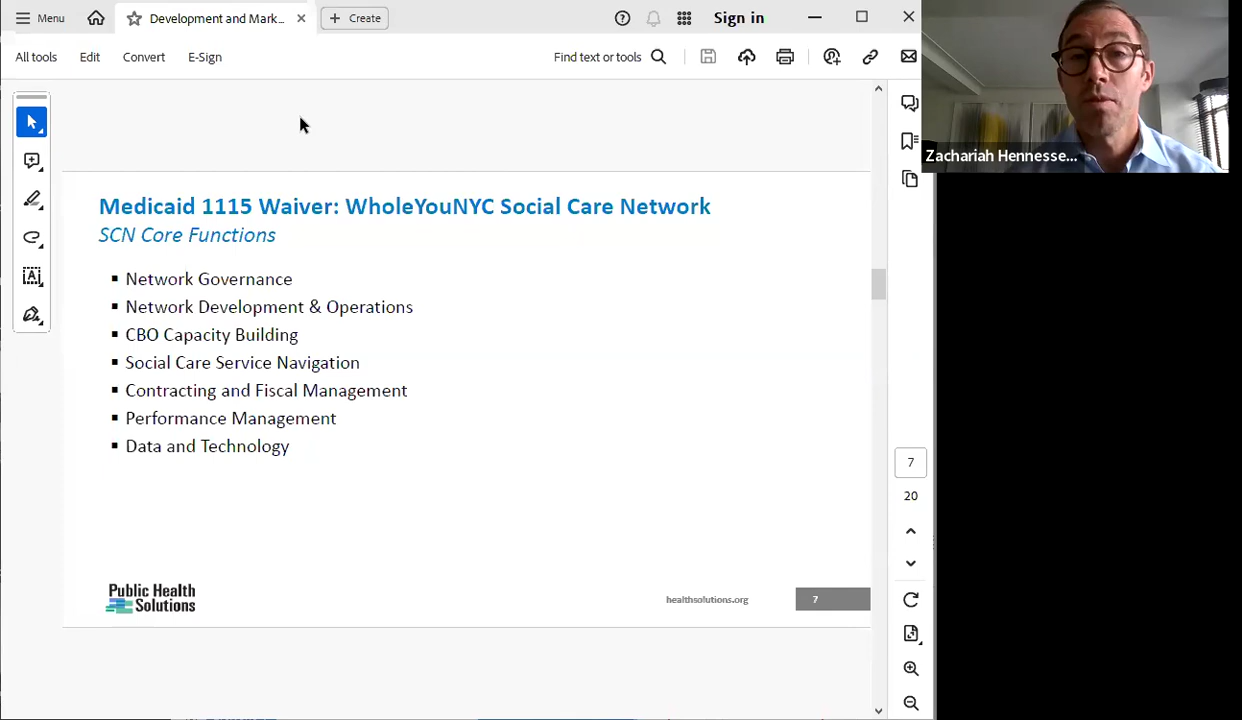 Menu
Development and Mark...
Create
Sign in
All tools
Edit
Convert
E-Sign
Find text or tools
Zachariah Hennesse...
Medicaid 1115 Waiver: WholeYouNYC Social Care Network
SCN Core Functions
▪ Network Governance
▪ Network Development & Operations
▪ CBO Capacity Building
▪ Social Care Service Navigation
▪ Contracting and Fiscal Management
▪ Performance Management
▪ Data and Technology
7
20
Public Health
Solutions
healthsolutions.org
7